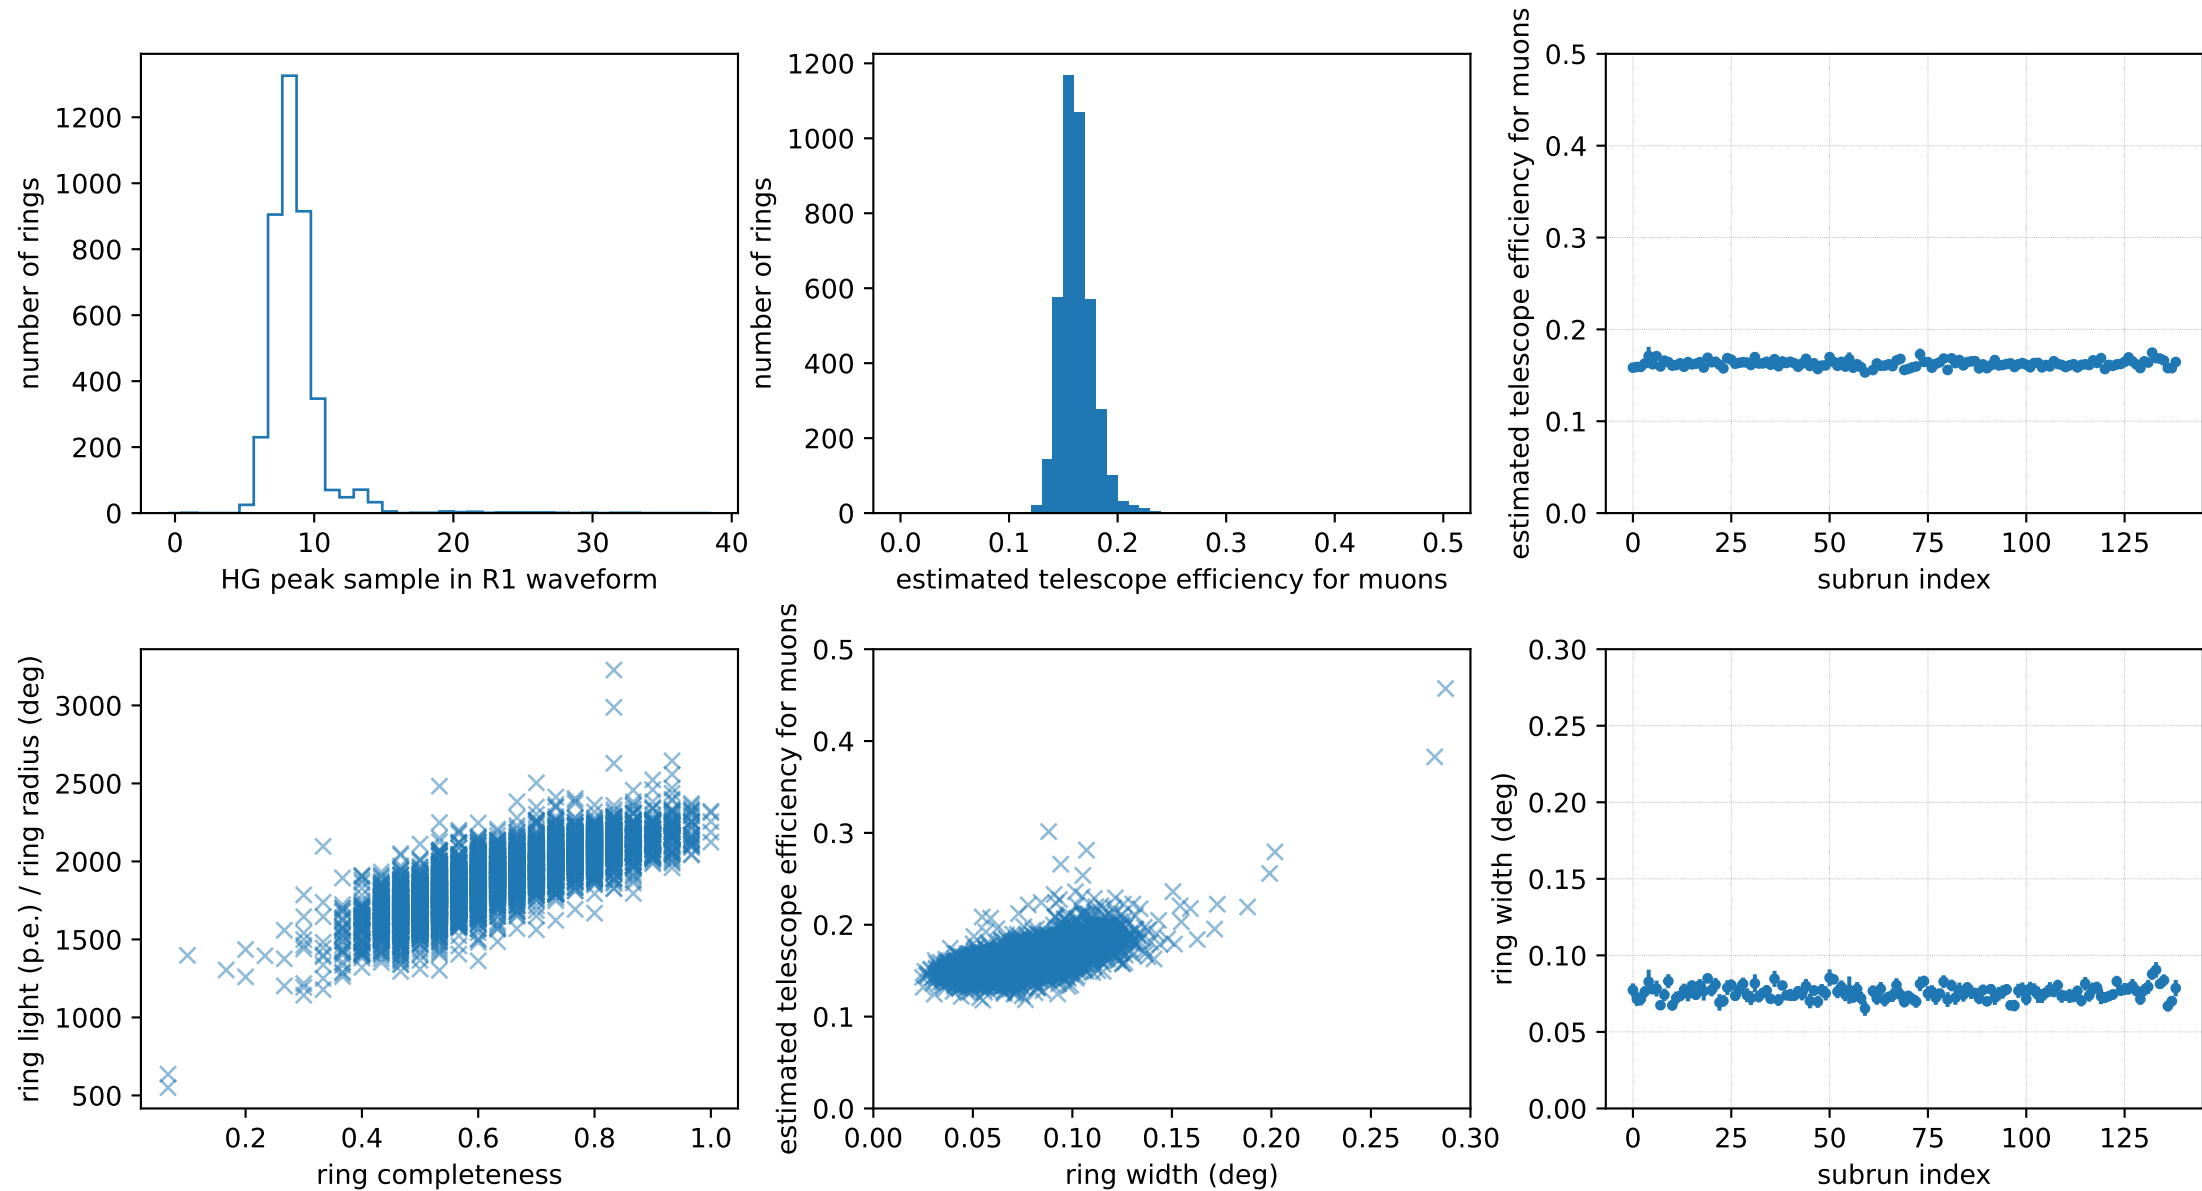 number of rings
0
200
400
600
800
1000
1200
0 10 20 30 40
HG peak sample in R1 waveform
number of rings
0
200
400
600
800
1000
1200
0.0 0.1 0.2 0.3 0.4 0.5
estimated telescope efficiency for muons
estimated telescope efficiency for muons
0.0
0.1
0.2
0.3
0.4
0.5
0 25 50 75 100 125
subrun index
ring light (p.e.) / ring radius (deg)
500
1000
1500
2000
2500
3000
0.2 0.4 0.6 0.8 1.0
ring completeness
estimated telescope efficiency for muons
0.0
0.1
0.2
0.3
0.4
0.5
0.00 0.05 0.10 0.15 0.20 0.25 0.30
ring width (deg)
ring width (deg)
0.00
0.05
0.10
0.15
0.20
0.25
0.30
0 25 50 75 100 125
subrun index